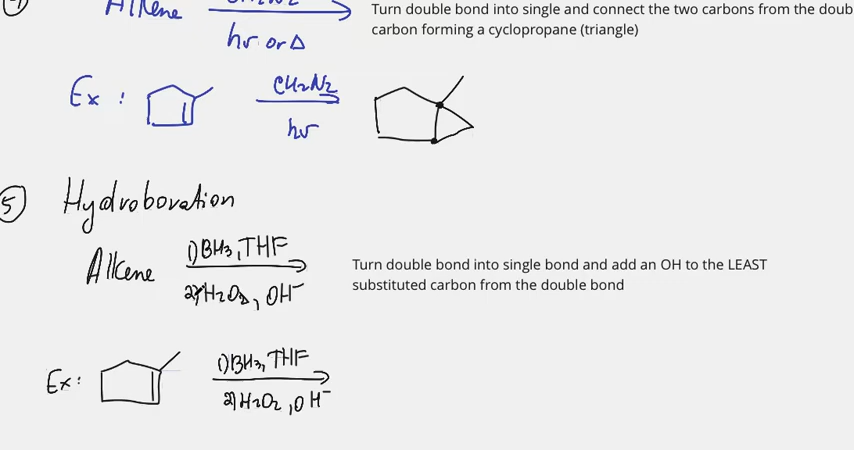 Alkene
Turn double bond into single and connect the two carbons from the doub
hv or Δ
carbon forming a cyclopropane (triangle)
Ex :
CH2N2
hv
5
Hydroboration
Alkene
1)BH3,THF
2)H2O2, OH-
Turn double bond into single bond and add an OH to the LEAST
substituted carbon from the double bond
Ex:
1)BH3,THF
2)H2O2,OH-